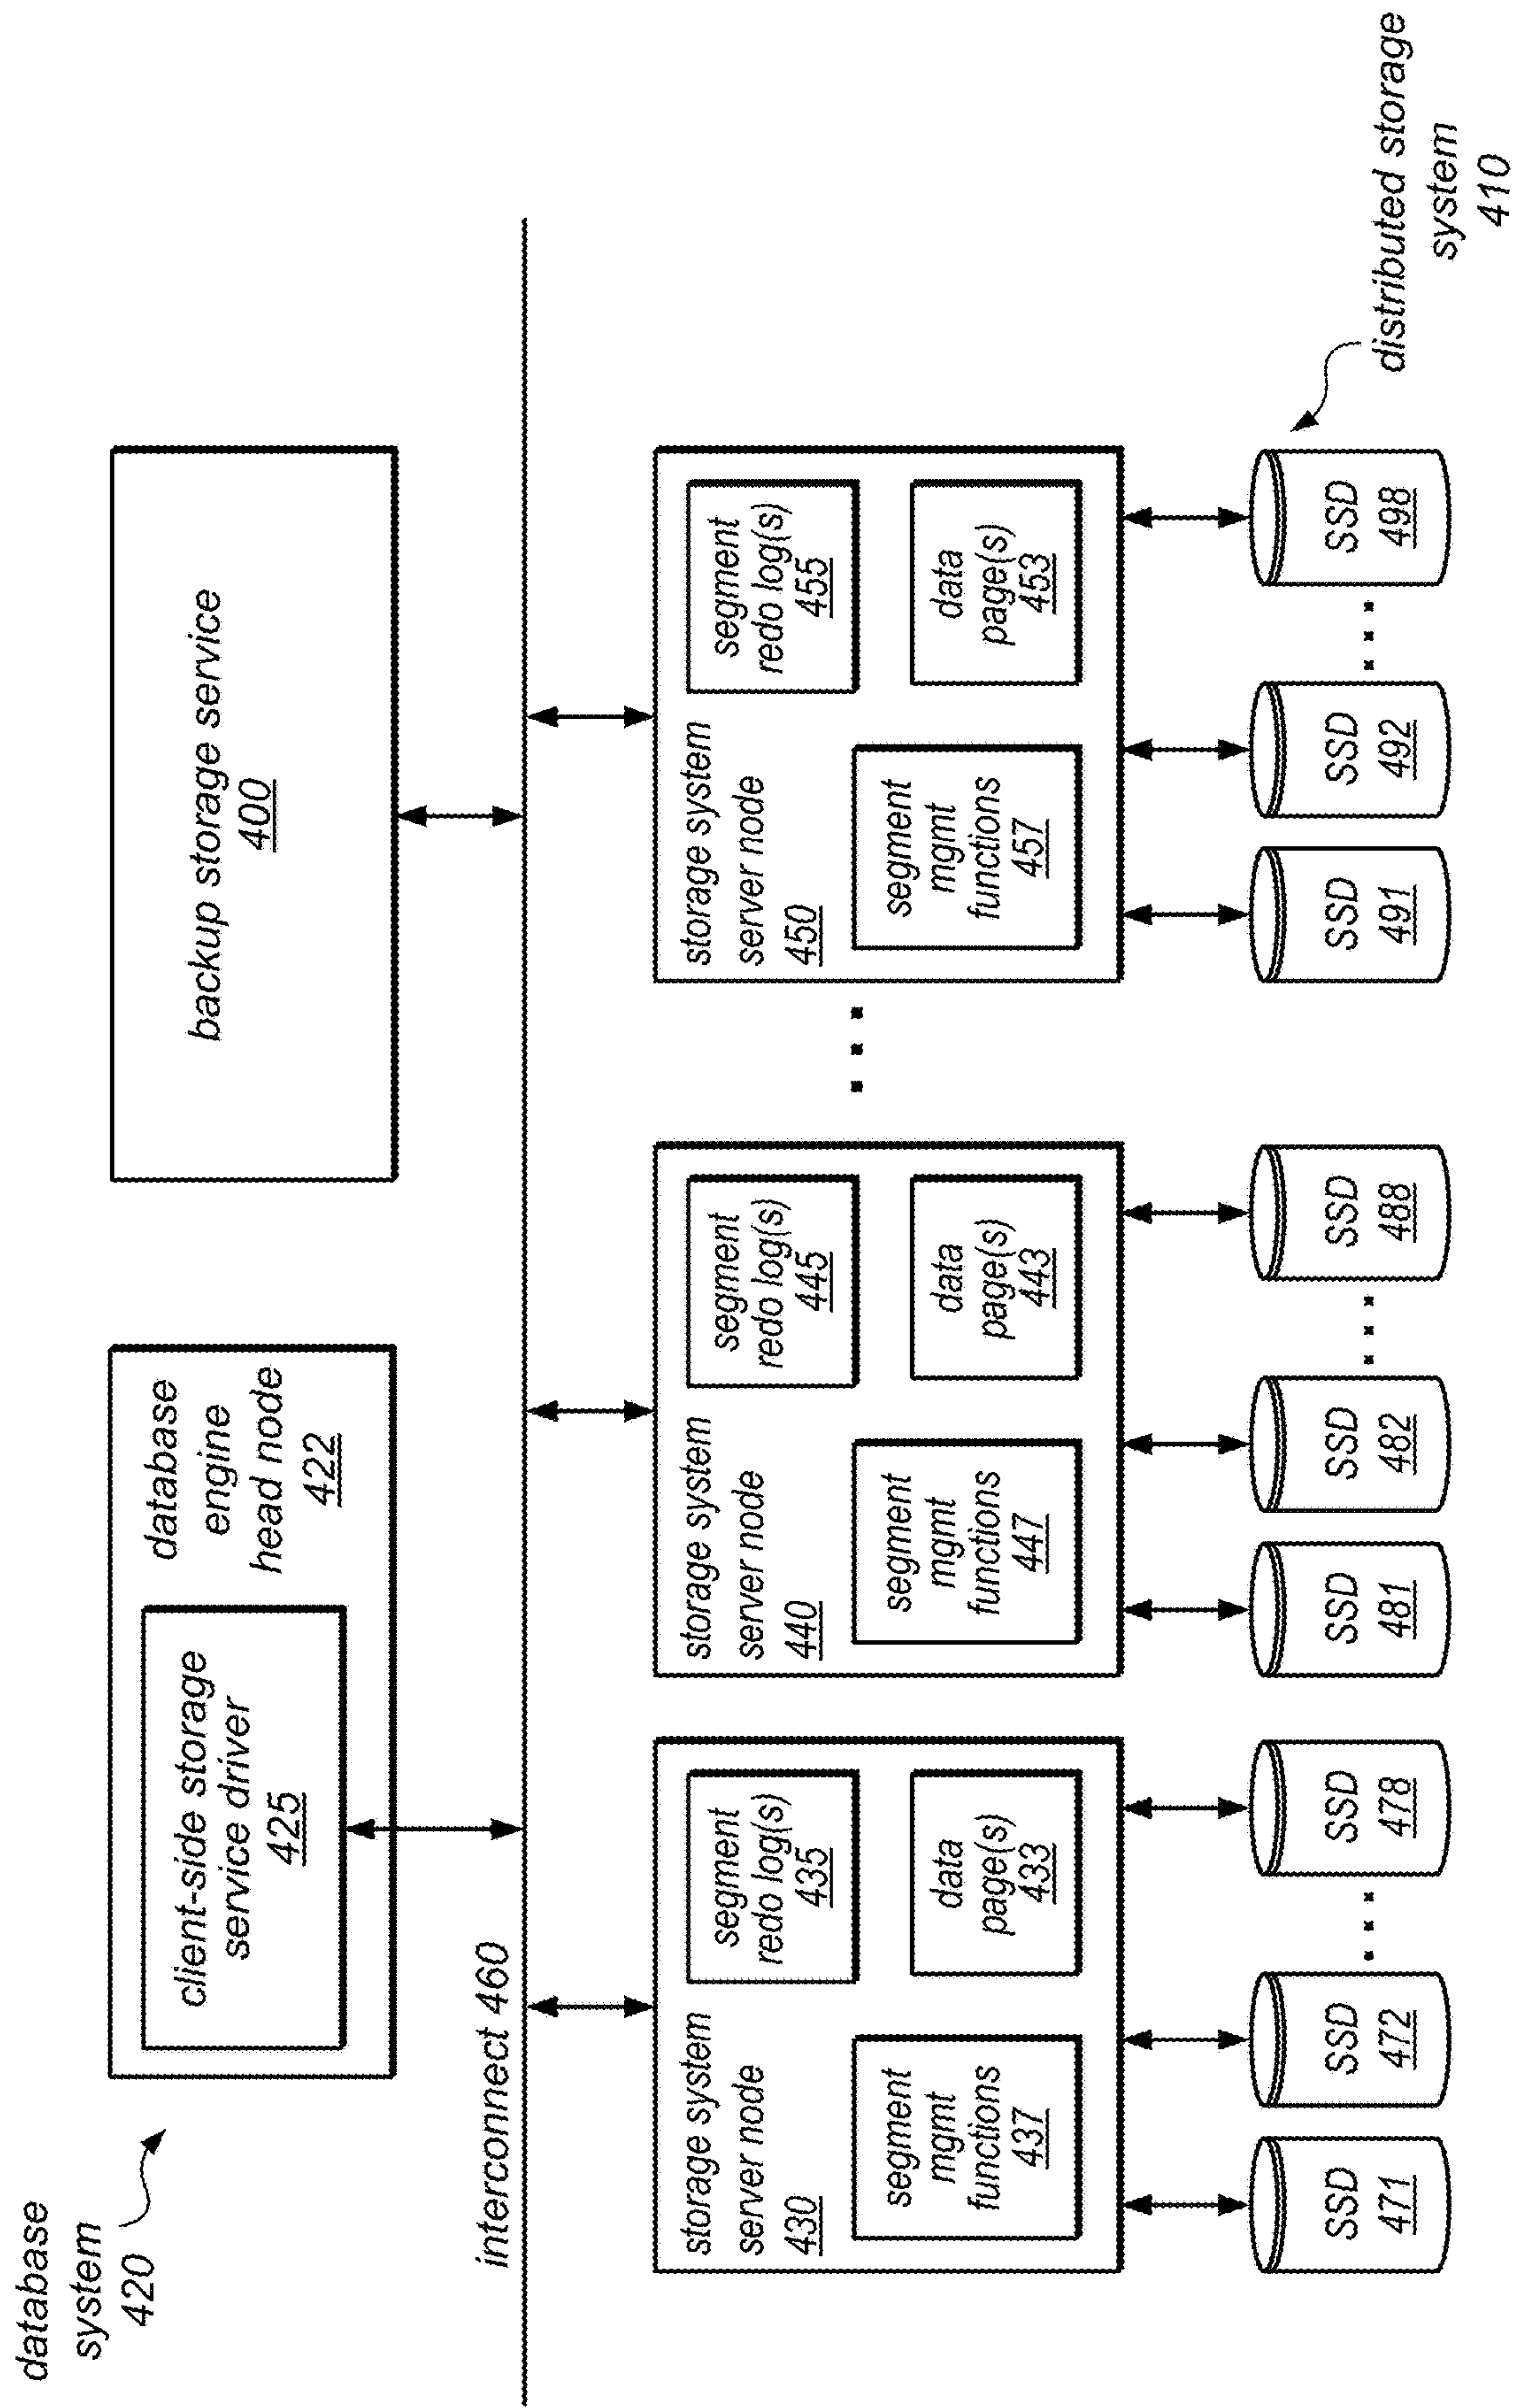 database
system
420
client-side storage
service driver
425
database
engine
head node
422
backup storage service
400
interconnect 460
storage system
server node
430
segment
redo log(s)
435
segment
mgmt
functions
437
data
page(s)
433
storage system
server node
440
segment
redo log(s)
445
segment
mgmt
functions
447
data
page(s)
443
. . .
storage system
server node
450
segment
redo log(s)
455
segment
mgmt
functions
457
data
page(s)
453
SSD
471
SSD
472
. . .
SSD
478
SSD
481
SSD
482
. . .
SSD
488
SSD
491
SSD
492
. . .
SSD
498
distributed storage
system
410